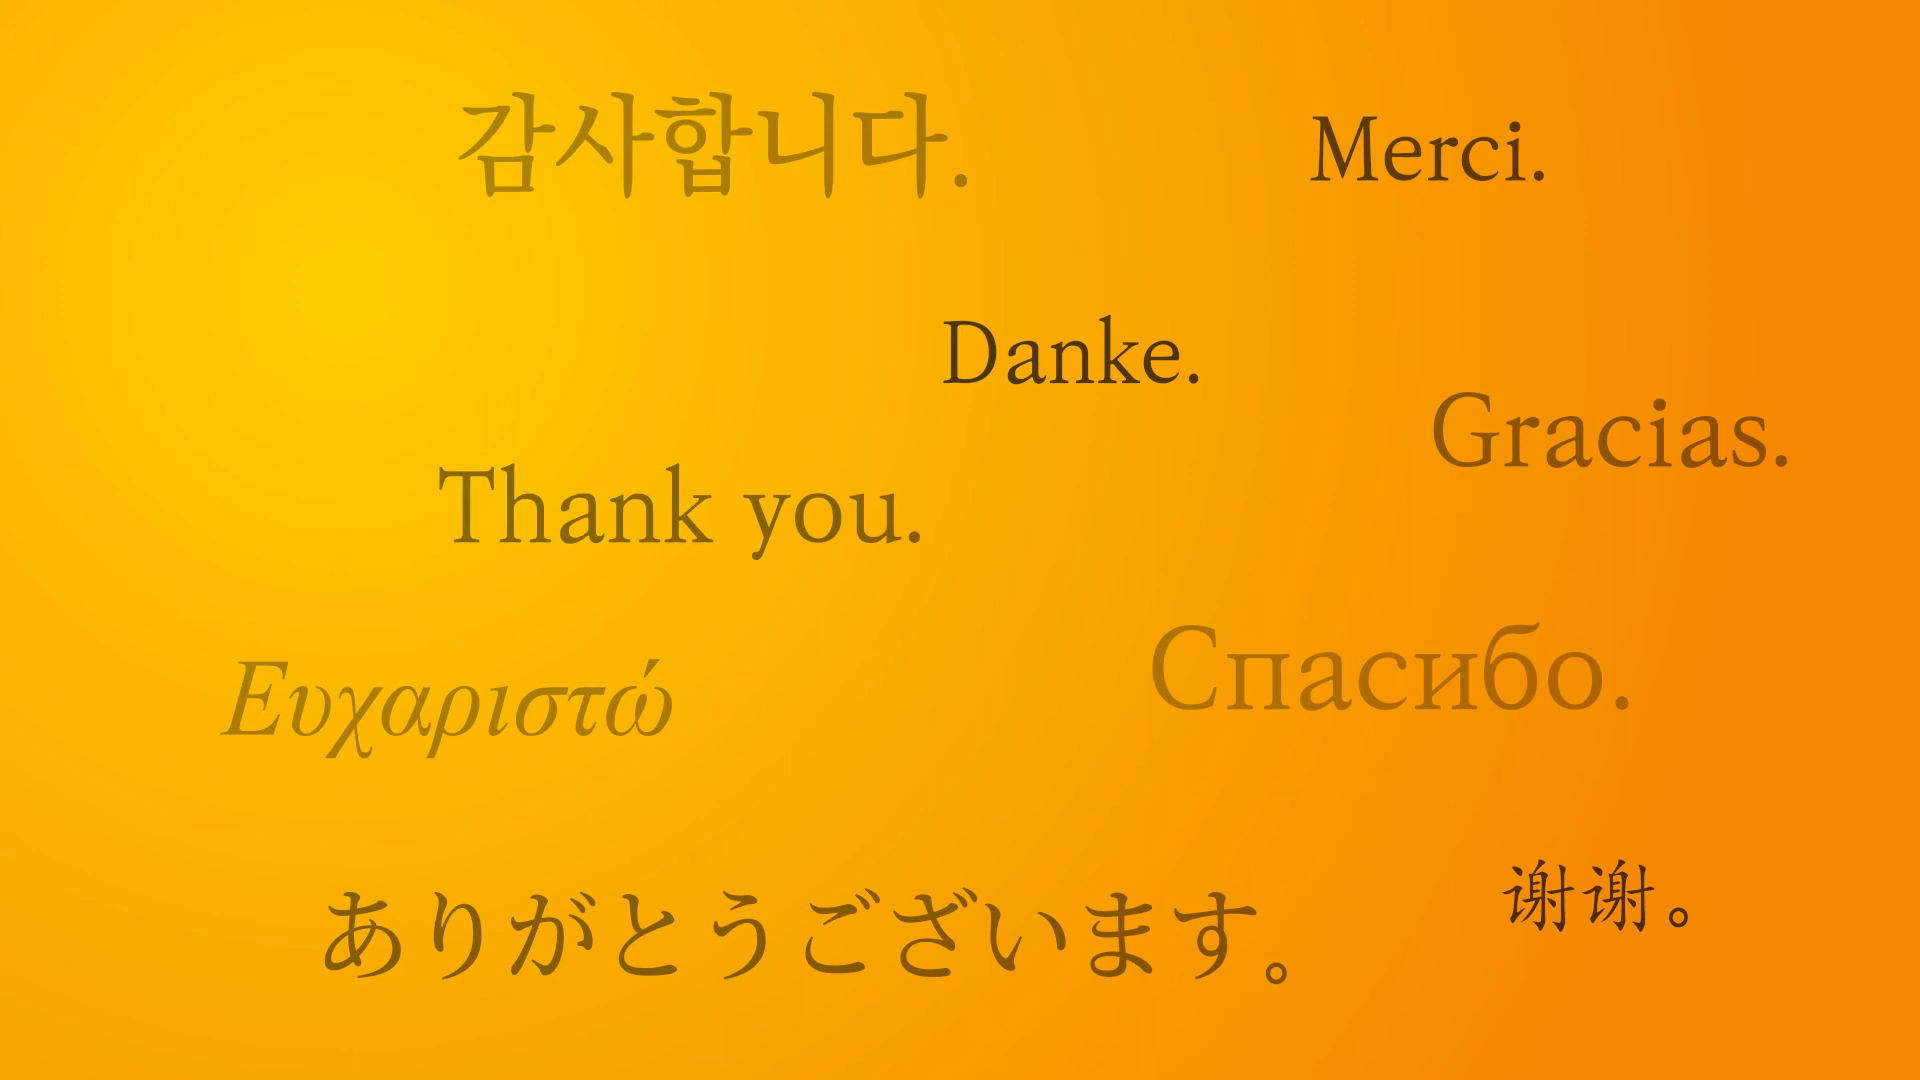 감사합니다.
Merci.
Danke.
Gracias.
Thank you.
Спасибо.
Ευχαριστώ
谢谢。
ありがとうございます。